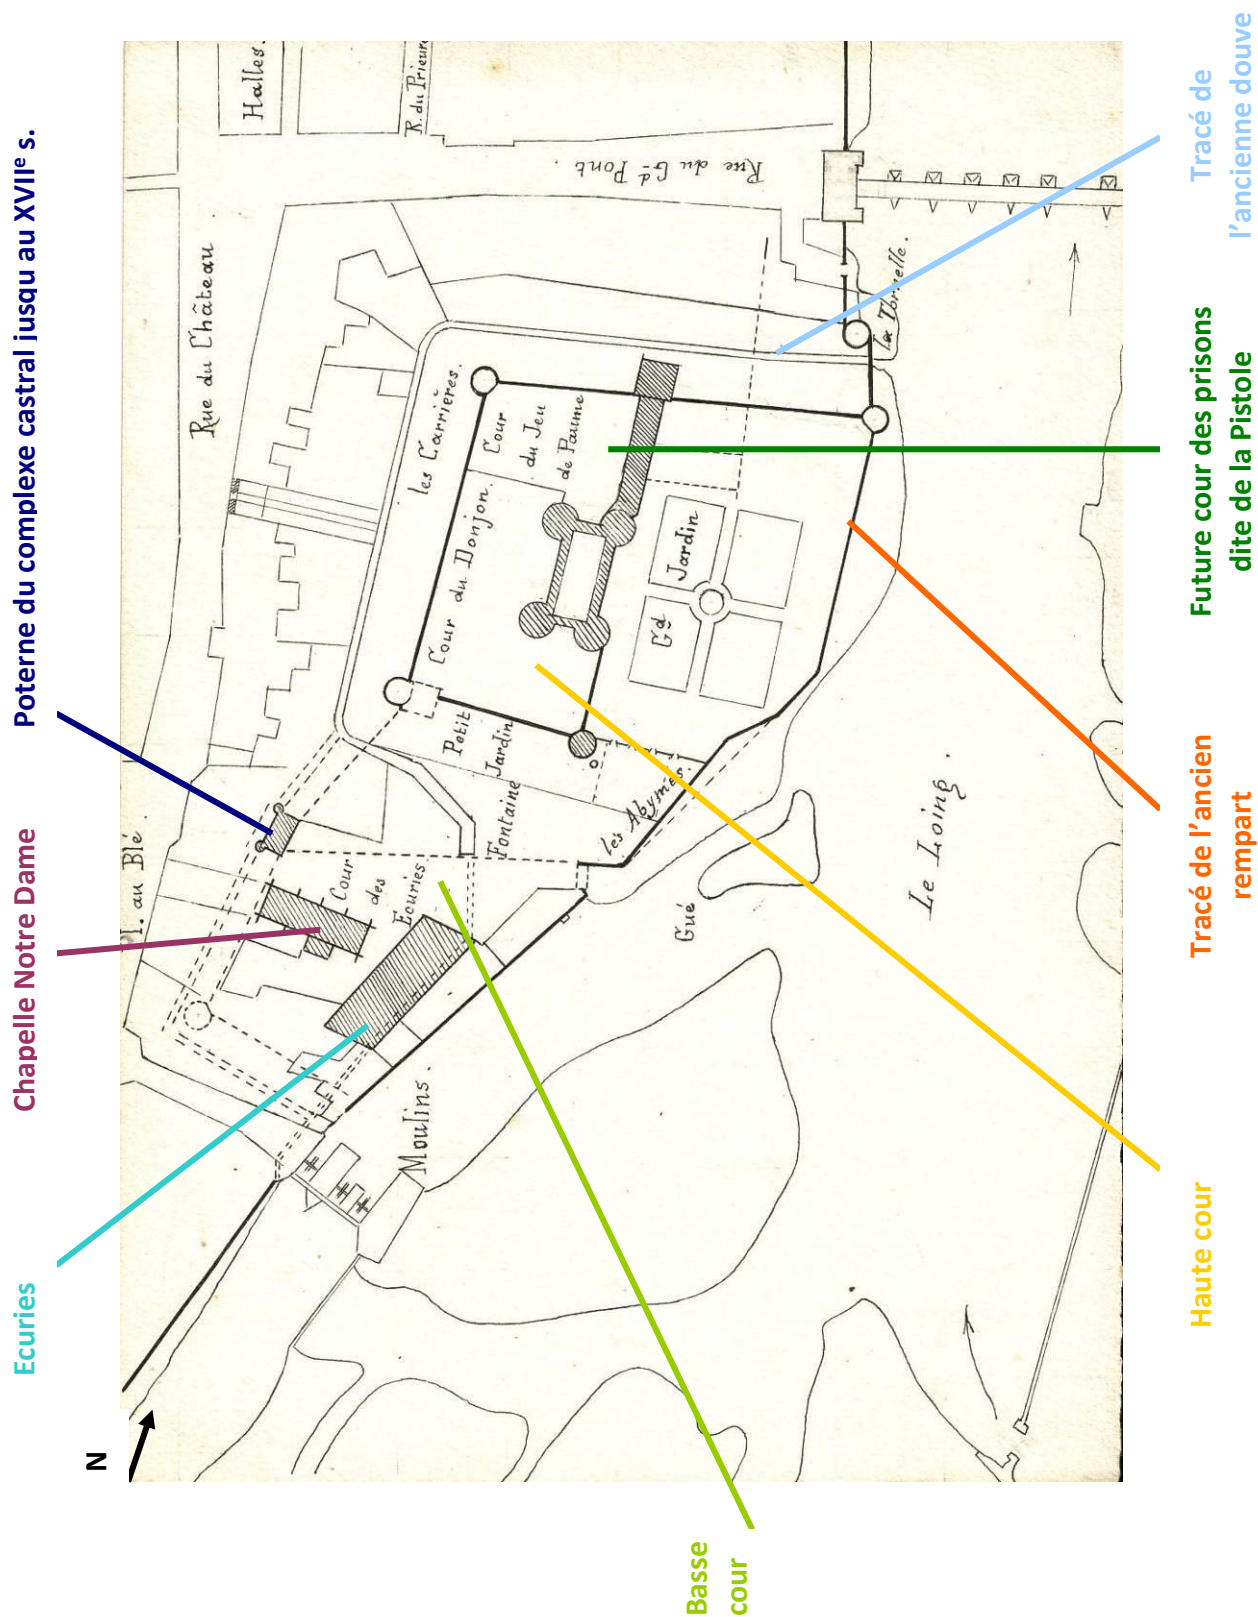 Ecuries
Chapelle Notre Dame
Poterne du complexe castral jusqu au XVIIᵉ s.
N
Pl. au Blé.
Rue du Château
Halles.
R. du Prieuré
Rue du Gᵈ Pont.
les Carrières.
Cour
du Jeu
de Paume
Cour du Donjon.
Petit
Jardin
Fontaine
Cour
des
Ecuries
Gᵈ Jardin
les Abymes.
La Tournelle.
Moulins.
Gué
Le Loing.
Basse
cour
Haute cour
Tracé de l’ancien
rempart
Future cour des prisons
dite de la Pistole
Tracé de
l’ancienne douve